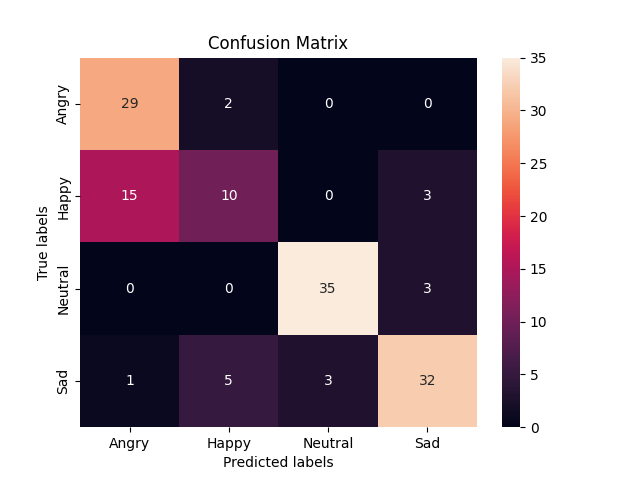 Confusion Matrix
True labels
Angry 29 2 0 0
Happy 15 10 0 3
Neutral 0 0 35 3
Sad 1 5 3 32
Angry Happy Neutral Sad
Predicted labels
35
30
25
20
15
10
5
0